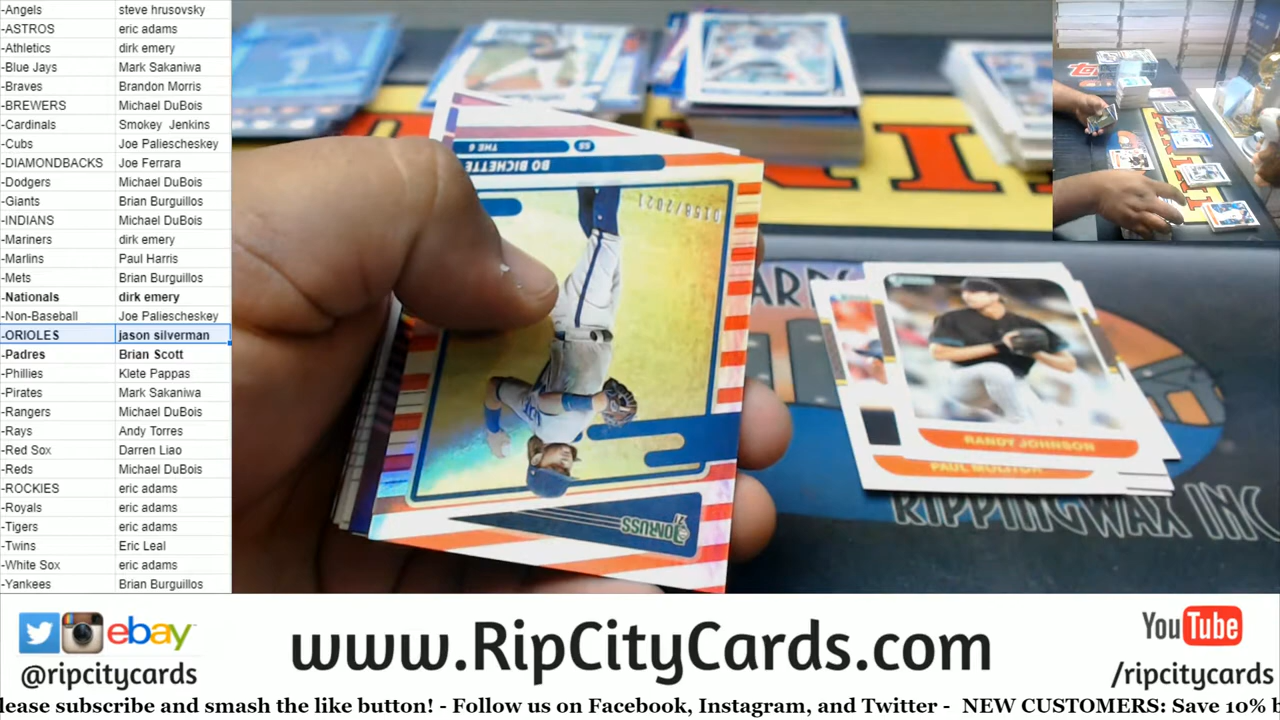 -Angels steve hrusovsky
-ASTROS eric adams
-Athletics dirk emery
-Blue Jays Mark Sakaniwa
-Braves Brandon Morris
-BREWERS Michael DuBois
-Cardinals Smokey Jenkins
-Cubs Joe Paliescheskey
-DIAMONDBACKS Joe Ferrara
-Dodgers Michael DuBois
-Giants Brian Burguillos
-INDIANS Michael DuBois
-Mariners dirk emery
-Marlins Paul Harris
-Mets Brian Burguillos
-Nationals dirk emery
-Non-Baseball Joe Paliescheskey
-ORIOLES jason silverman
-Padres Brian Scott
-Phillies Klete Pappas
-Pirates Mark Sakaniwa
-Rangers Michael DuBois
-Rays Andy Torres
-Red Sox Darren Liao
-Reds Michael DuBois
-ROCKIES eric adams
-Royals eric adams
-Tigers eric adams
-Twins Eric Leal
-White Sox eric adams
-Yankees Brian Burguillos
BO BICHETTE
0158/2021
DONRUSS
RANDY JOHNSON
PAUL MOLITOR
RIPPINGWAX INC
ebay
@ripcitycards
www.RipCityCards.com
YouTube
/ripcitycards
lease subscribe and smash the like button! - Follow us on Facebook, Instagram, and Twitter - NEW CUSTOMERS: Save 10%